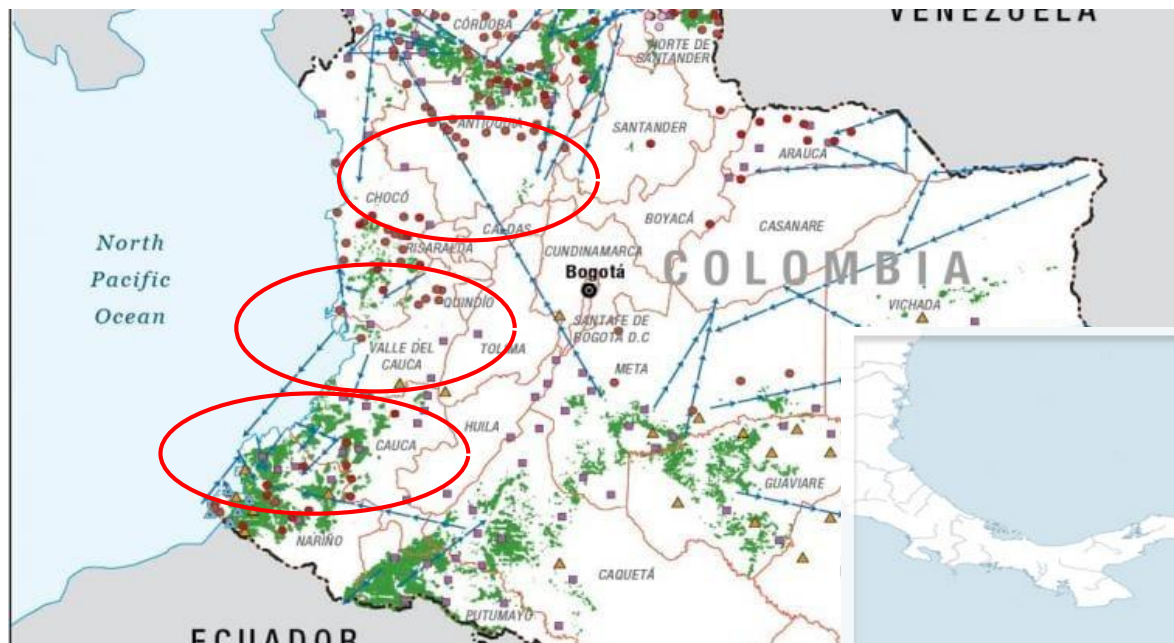 VENEZUELA
CÓRDOBA
NORTE DE
SANTANDER
ANTIOQUIA
SANTANDER
ARAUCA
CHOCÓ
BOYACÁ
CASANARE
CALDAS
RISARALDA
CUNDINAMARCA
North
Pacific
Ocean
Bogotá
COLOMBIA
QUINDÍO
VICHADA
SANTAFE DE
BOGOTA D.C
VALLE DEL
CAUCA
TOLIMA
META
CAUCA
HUILA
GUAVIARE
NARIÑO
CAQUETÁ
PUTUMAYO
ECUADOR